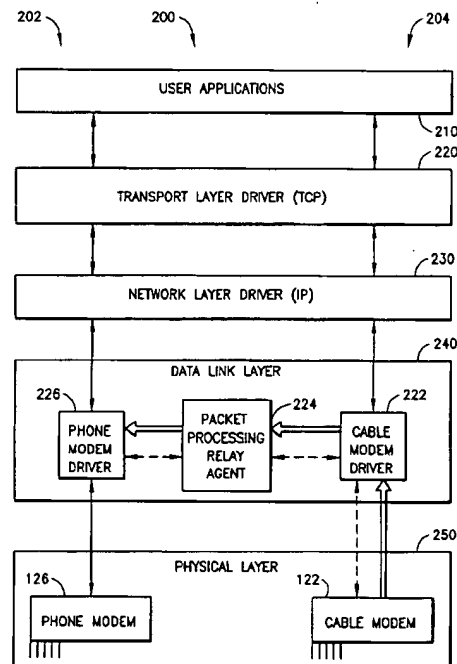 202
200
204
USER APPLICATIONS
210
220
TRANSPORT LAYER DRIVER (TCP)
230
NETWORK LAYER DRIVER (IP)
240
DATA LINK LAYER
226
224
222
PHONE
MODEM
DRIVER
PACKET
PROCESSING
RELAY
AGENT
CABLE
MODEM
DRIVER
250
PHYSICAL LAYER
126
122
PHONE MODEM
CABLE MODEM